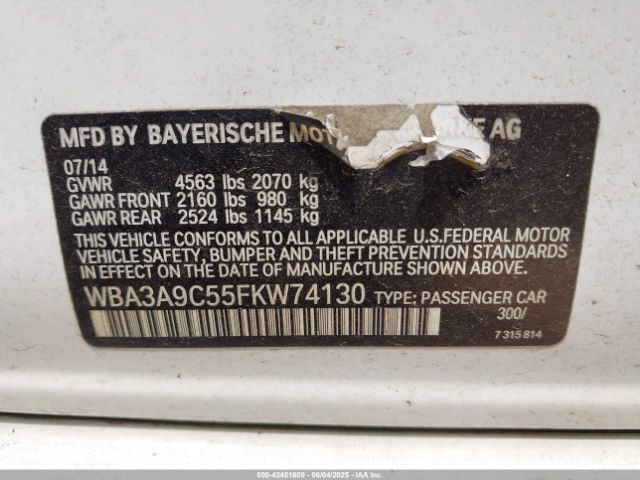 MFD BY BAYERISCHE MOT AG
07/14
GVWR 4563 lbs 2070 kg
GAWR FRONT 2160 lbs 980 kg
GAWR REAR 2524 lbs 1145 kg
THIS VEHICLE CONFORMS TO ALL APPLICABLE U.S.FEDERAL MOTOR
VEHICLE SAFETY, BUMPER AND THEFT PREVENTION STANDARDS
IN EFFECT ON THE DATE OF MANUFACTURE SHOWN ABOVE.
WBA3A9C55FKW74130 TYPE: PASSENGER CAR
300/
7 315 814
000-42401609 - 06/04/2025 - Copyright IAA, LLC.